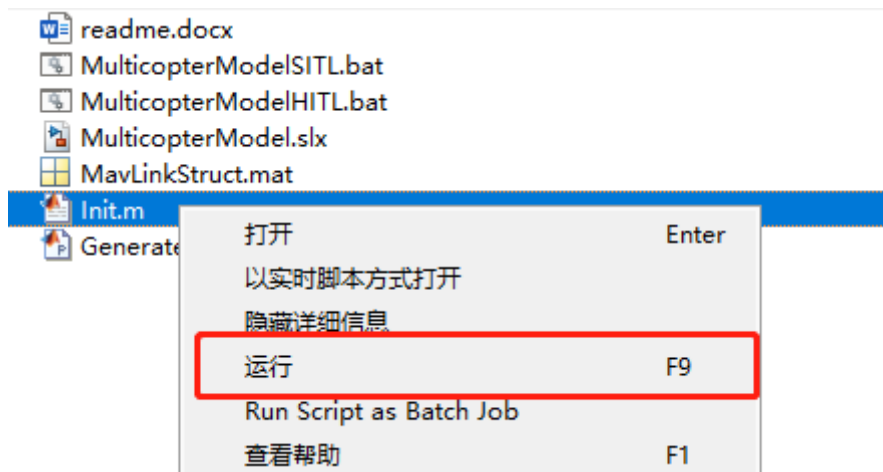 readme.docx
MulticopterModelSITL.bat
MulticopterModelHITL.bat
MulticopterModel.slx
MavLinkStruct.mat
Init.m
Generate
打开 Enter
以实时脚本方式打开
隐藏详细信息
运行 F9
Run Script as Batch Job
查看帮助 F1